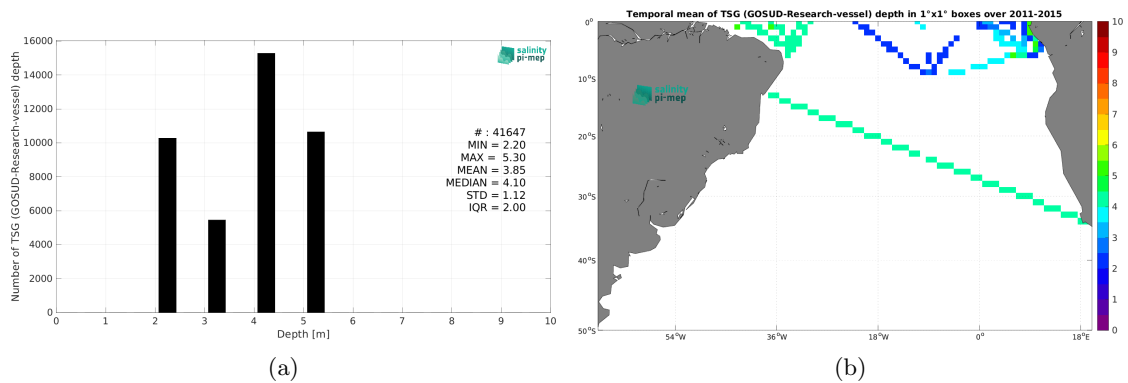 16000
14000
12000
10000
8000
6000
4000
2000
0
Number of TSG (GOSUD-Research-vessel) depth
salinity
pi-mep
# : 41647
MIN = 2.20
MAX = 5.30
MEAN = 3.85
MEDIAN = 4.10
STD = 1.12
IQR = 2.00
0 1 2 3 4 5 6 7 8 9 10
Depth [m]
(a)
Temporal mean of TSG (GOSUD-Research-vessel) depth in 1°x1° boxes over 2011-2015
0°
10°S
20°S
30°S
40°S
50°S
salinity
pi-mep
54°W 36°W 18°W 0° 18°E
10
9
8
7
6
5
4
3
2
1
0
(b)